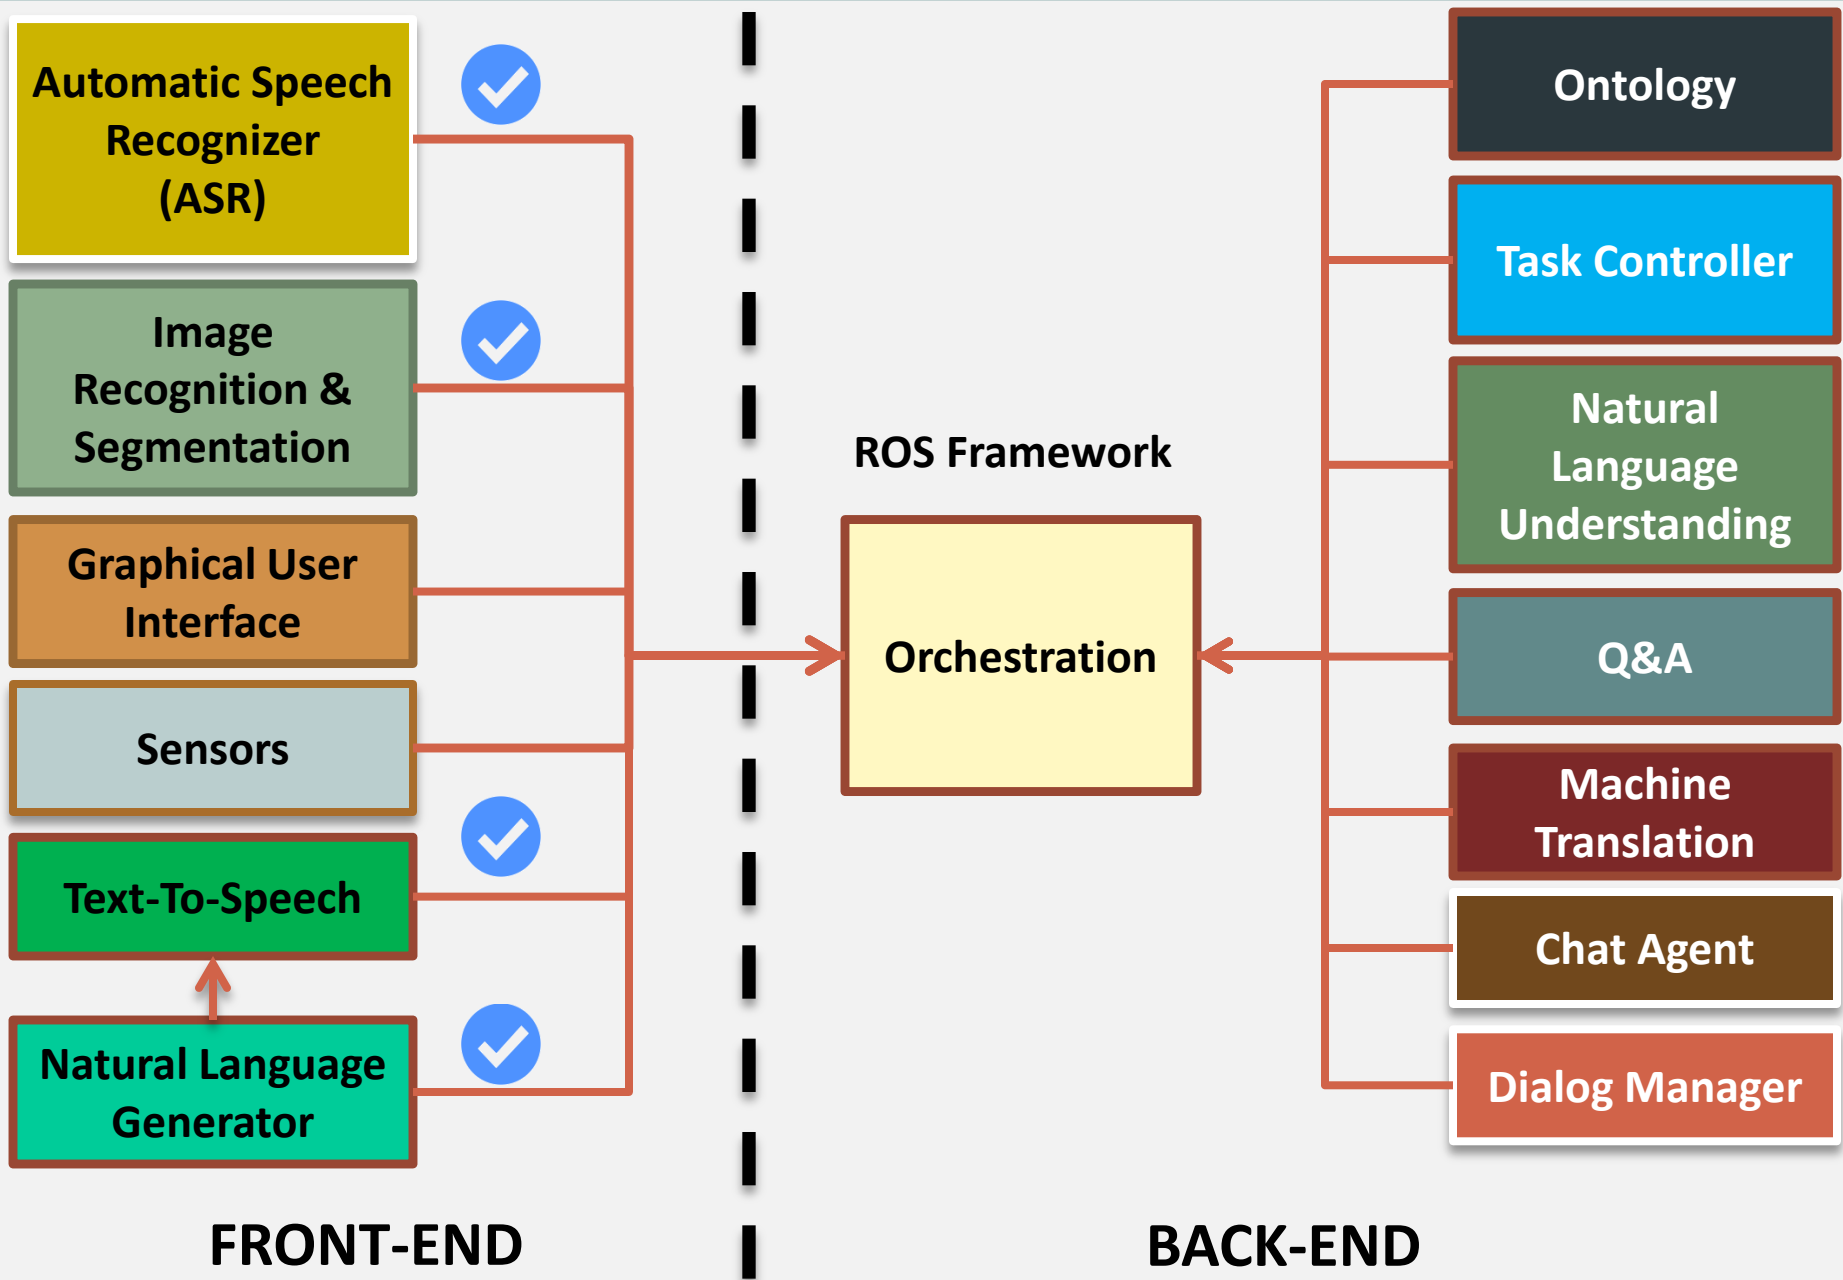 Automatic Speech
Recognizer
(ASR)
Image
Recognition &
Segmentation
Graphical User
Interface
Sensors
Text-To-Speech
Natural Language
Generator
FRONT-END
ROS Framework
Orchestration
Ontology
Task Controller
Natural
Language
Understanding
Q&A
Machine
Translation
Chat Agent
Dialog Manager
BACK-END